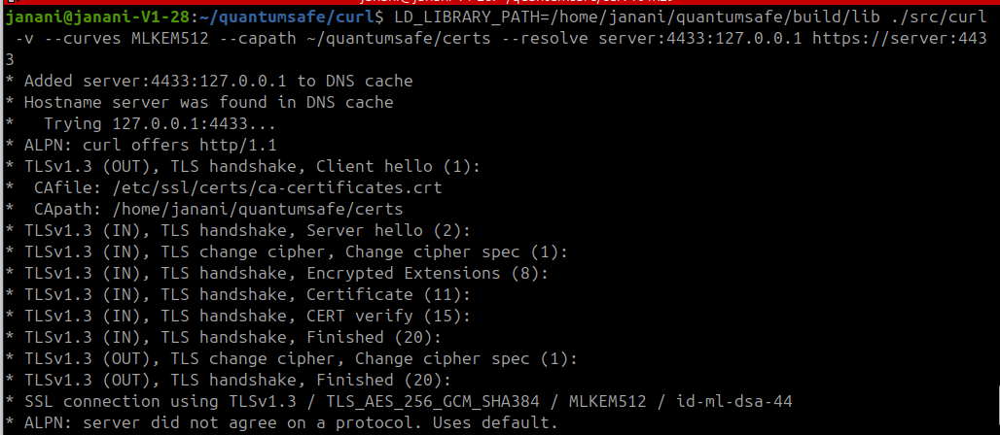 janani@janani-V1-28:~/quantumsafe/curl$ LD_LIBRARY_PATH=/home/janani/quantumsafe/build/lib ./src/curl
-v --curves MLKEM512 --capath ~/quantumsafe/certs --resolve server:4433:127.0.0.1 https://server:443
3
* Added server:4433:127.0.0.1 to DNS cache
* Hostname server was found in DNS cache
*   Trying 127.0.0.1:4433...
* ALPN: curl offers http/1.1
* TLSv1.3 (OUT), TLS handshake, Client hello (1):
*  CAfile: /etc/ssl/certs/ca-certificates.crt
*  CApath: /home/janani/quantumsafe/certs
* TLSv1.3 (IN), TLS handshake, Server hello (2):
* TLSv1.3 (IN), TLS change cipher, Change cipher spec (1):
* TLSv1.3 (IN), TLS handshake, Encrypted Extensions (8):
* TLSv1.3 (IN), TLS handshake, Certificate (11):
* TLSv1.3 (IN), TLS handshake, CERT verify (15):
* TLSv1.3 (IN), TLS handshake, Finished (20):
* TLSv1.3 (OUT), TLS change cipher, Change cipher spec (1):
* TLSv1.3 (OUT), TLS handshake, Finished (20):
* SSL connection using TLSv1.3 / TLS_AES_256_GCM_SHA384 / MLKEM512 / id-ml-dsa-44
* ALPN: server did not agree on a protocol. Uses default.